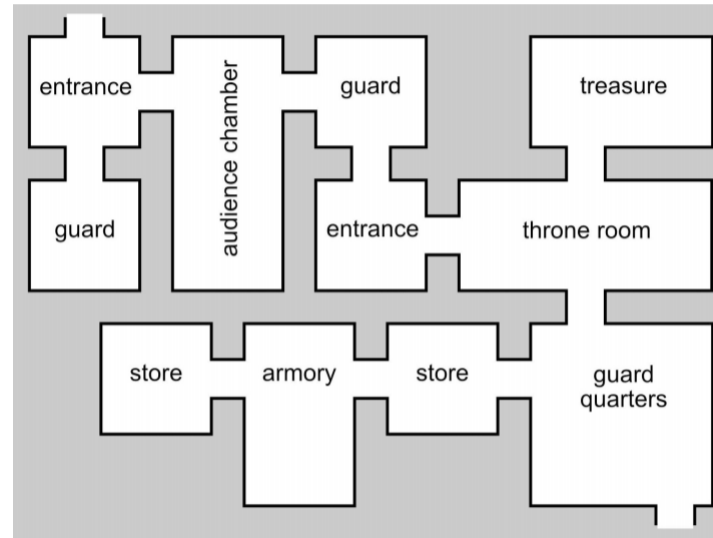 entrance
audience chamber
guard
treasure
guard
entrance
throne room
store
armory
store
guard
quarters